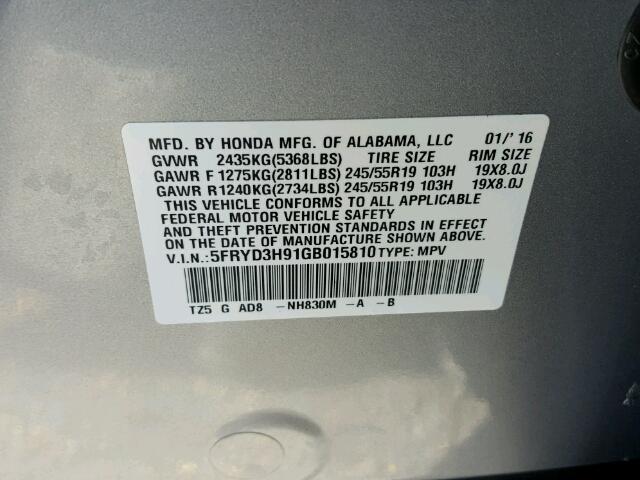 MFD. BY HONDA MFG. OF ALABAMA, LLC 01/'16
GVWR 2435KG(5368LBS) TIRE SIZE RIM SIZE
GAWR F 1275KG(2811LBS) 245/55R19 103H 19X8.0J
GAWR R1240KG(2734LBS) 245/55R19 103H 19X8.0J
THIS VEHICLE CONFORMS TO ALL APPLICABLE
FEDERAL MOTOR VEHICLE SAFETY
AND THEFT PREVENTION STANDARDS IN EFFECT ON
THE DATE OF MANUFACTURE SHOWN ABOVE.
V.I.N.: 5FRYD3H91GB015810 TYPE: MPV
TZ5 G AD8 -NH830M -A -B